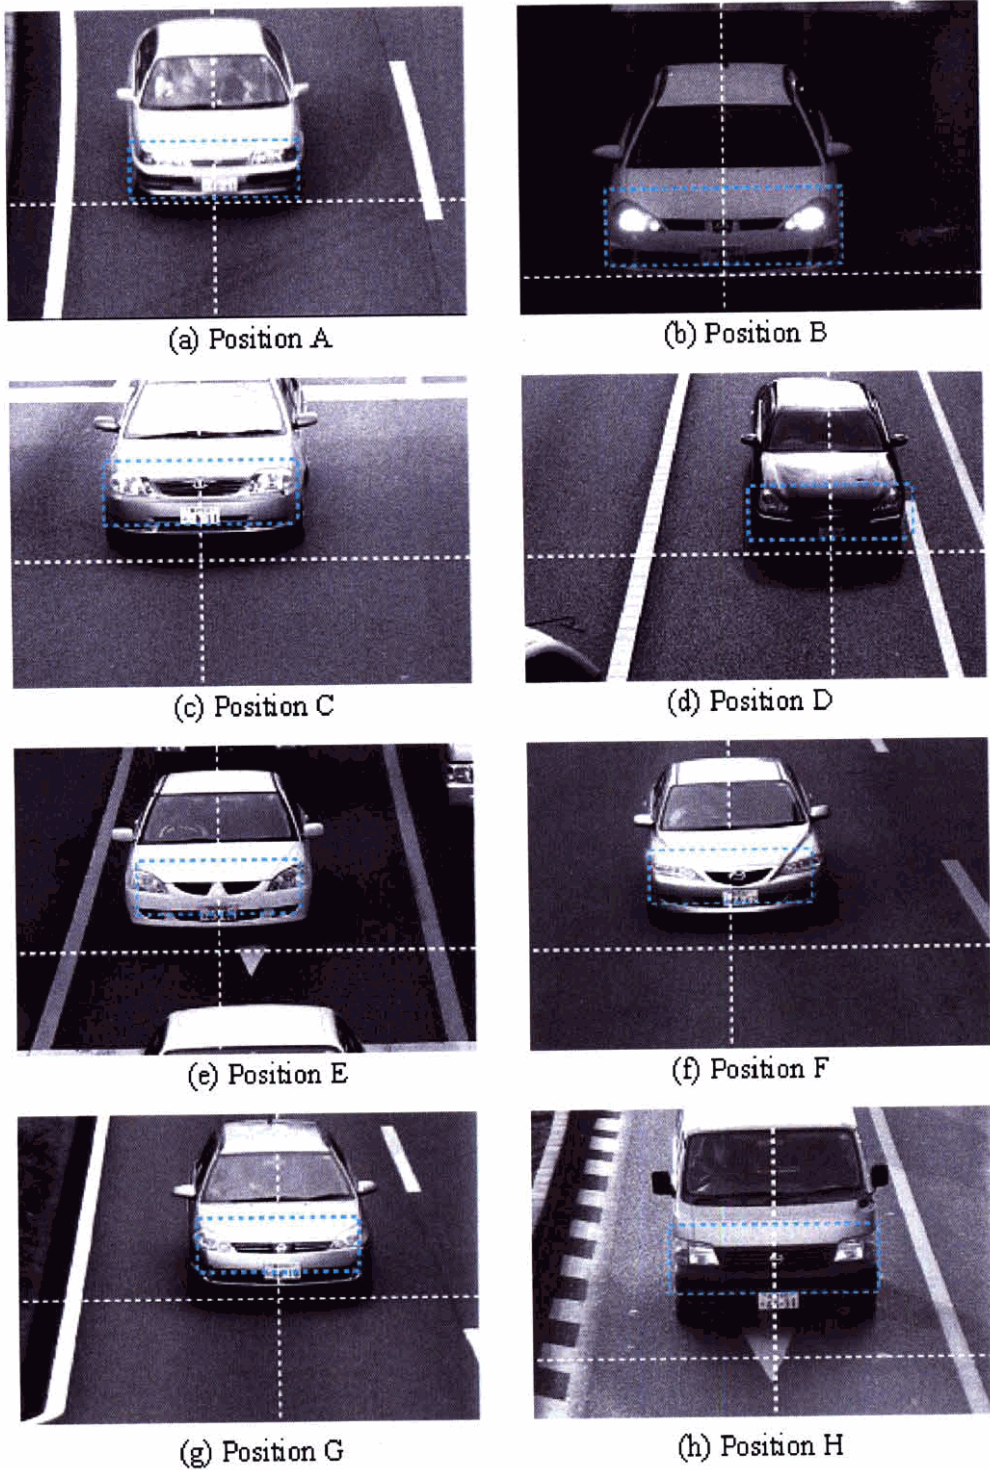 (a) Position A
(b) Position B
(c) Position C
(d) Position D
(e) Position E
(f) Position F
(g) Position G
(h) Position H